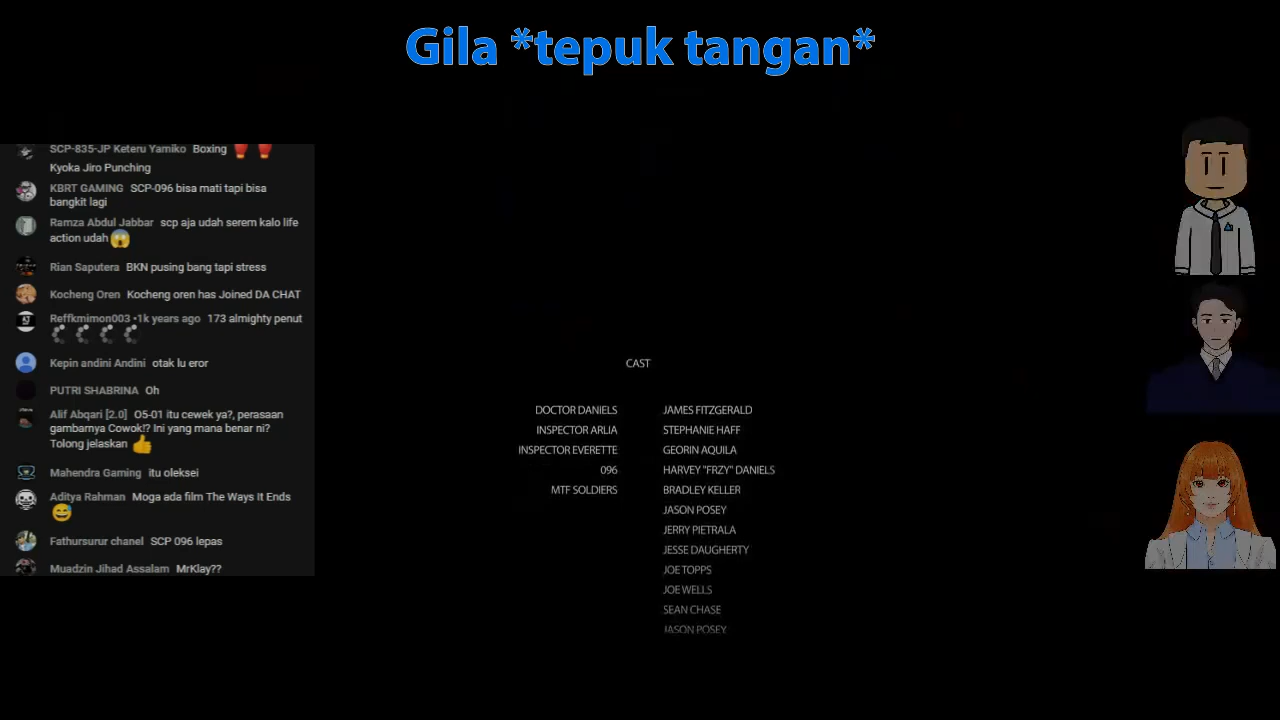 Gila *tepuk tangan*
SCP-835-JP Keteru Yamiko Boxing
Kyoka Jiro Punching
KBRT GAMING SCP-096 bisa mati tapi bisa
bangkit lagi
Ramza Abdul Jabbar scp aja udah serem kalo life
action udah
Rian Saputera BKN pusing bang tapi stress
Kocheng Oren Kocheng oren has Joined DA CHAT
Reffkmimon003 •1k years ago 173 almighty penut
Kepin andini Andini otak lu eror
PUTRI SHABRINA Oh
Alif Abqari [2.0] O5-01 itu cewek ya?, perasaan
gambarnya Cowok!? Ini yang mana benar ni?
Tolong jelaskan
Mahendra Gaming itu oleksei
Aditya Rahman Moga ada film The Ways It Ends
Fathursurur chanel SCP 096 lepas
Muadzin Jihad Assalam MrKlay??
CAST
DOCTOR DANIELS JAMES FITZGERALD
INSPECTOR ARLIA STEPHANIE HAFF
INSPECTOR EVERETTE GEORIN AQUILA
096 HARVEY "FRZY" DANIELS
MTF SOLDIERS BRADLEY KELLER
JASON POSEY
JERRY PIETRALA
JESSE DAUGHERTY
JOE TOPPS
JOE WELLS
SEAN CHASE
JASON POSEY